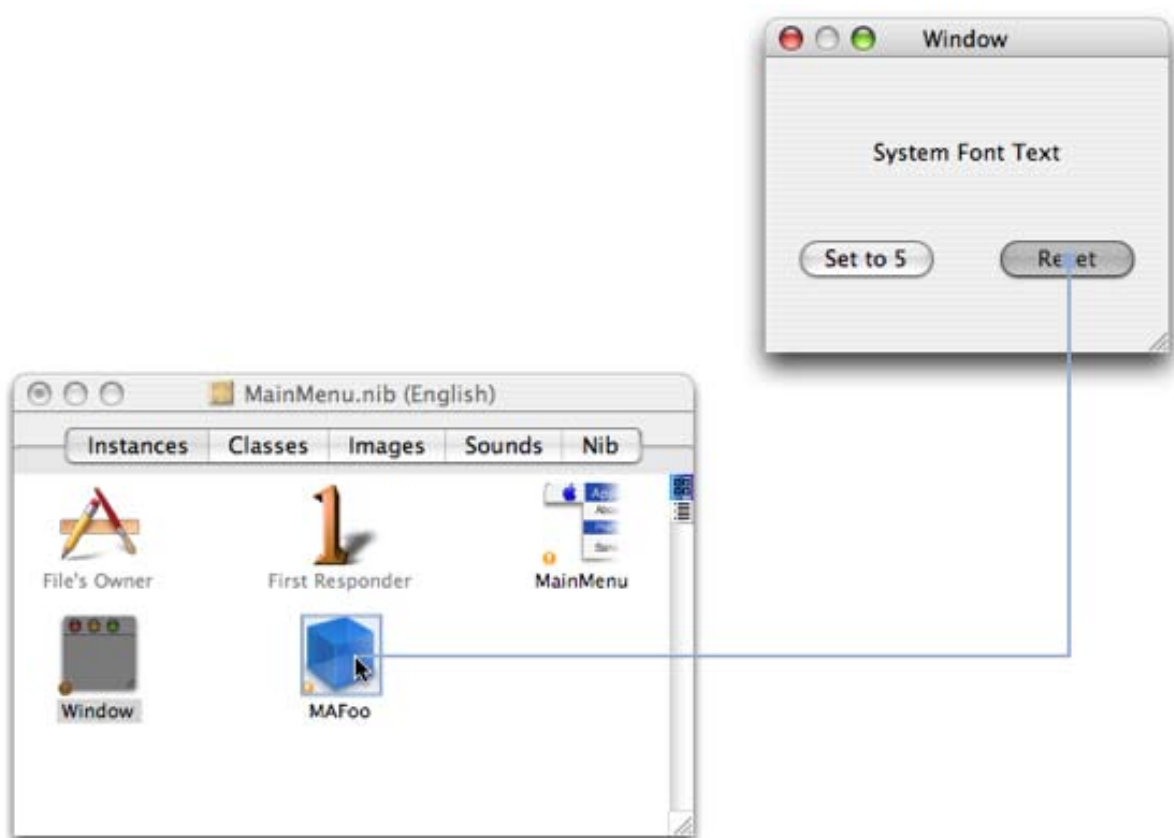 Window
System Font Text
Set to 5 Reset
MainMenu.nib (English)
Instances Classes Images Sounds Nib
File's Owner First Responder MainMenu
Window MAFoo